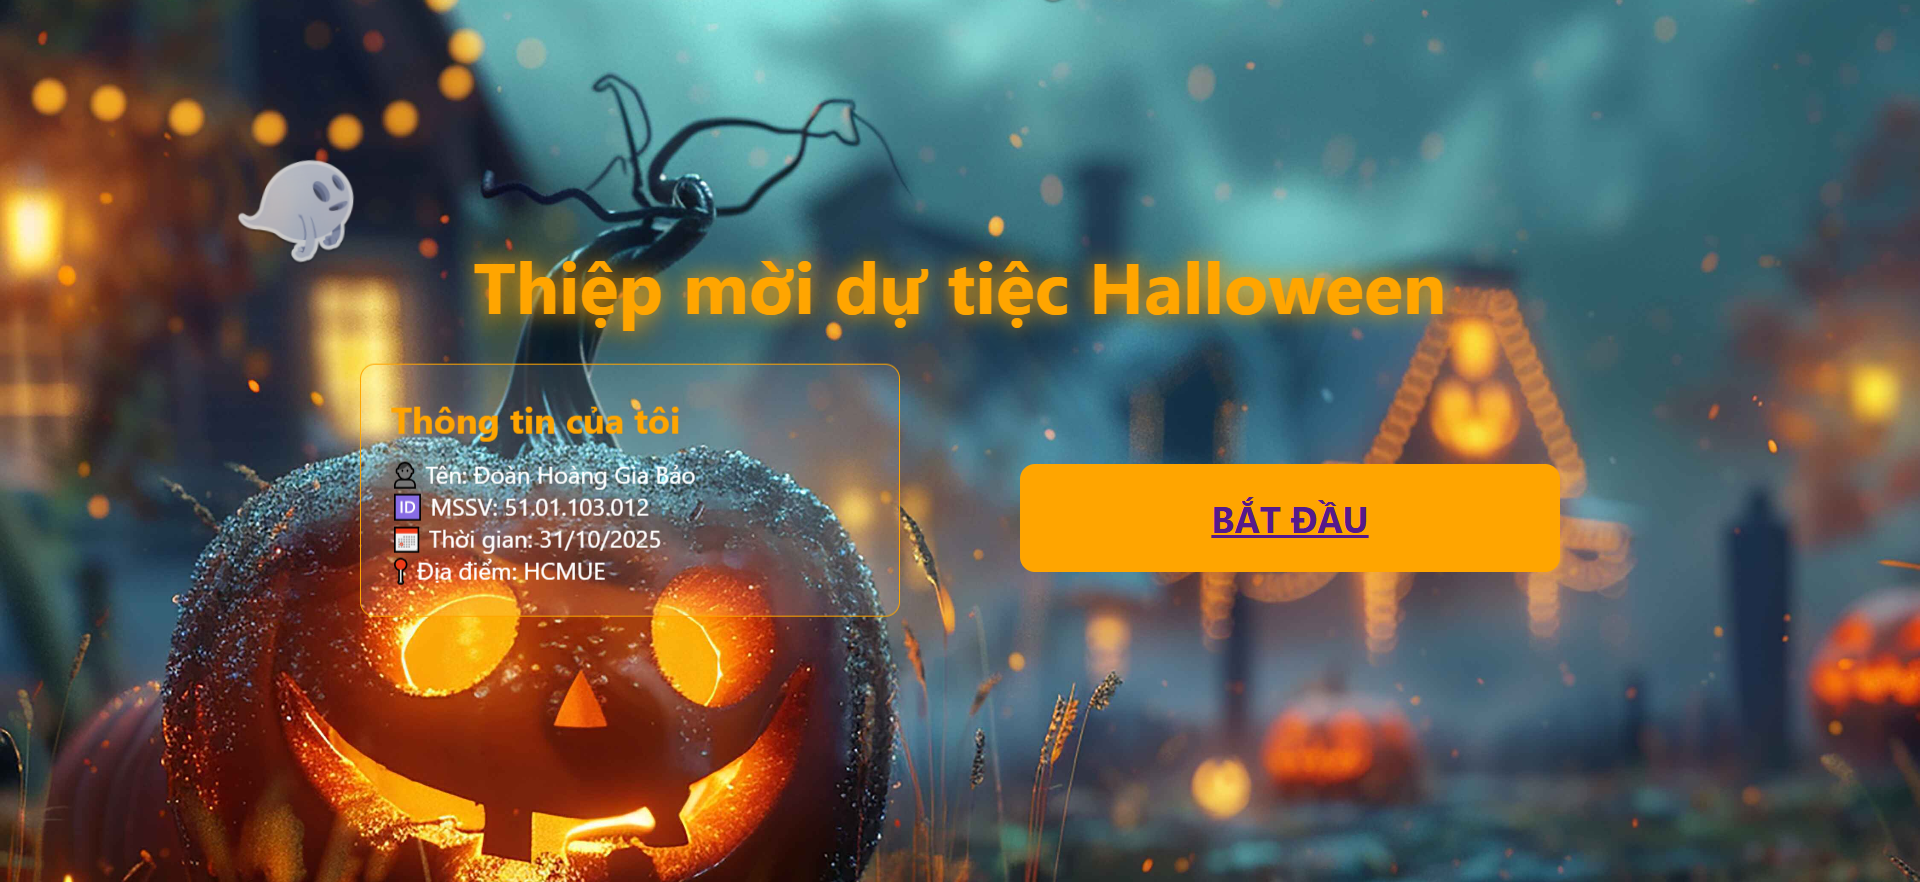 Thiệp mời dự tiệc Halloween
Thông tin của tôi
Tên: Đoàn Hoàng Gia Bảo
ID MSSV: 51.01.103.012
Thời gian: 31/10/2025
Địa điểm: HCMUE
BẮT ĐẦU